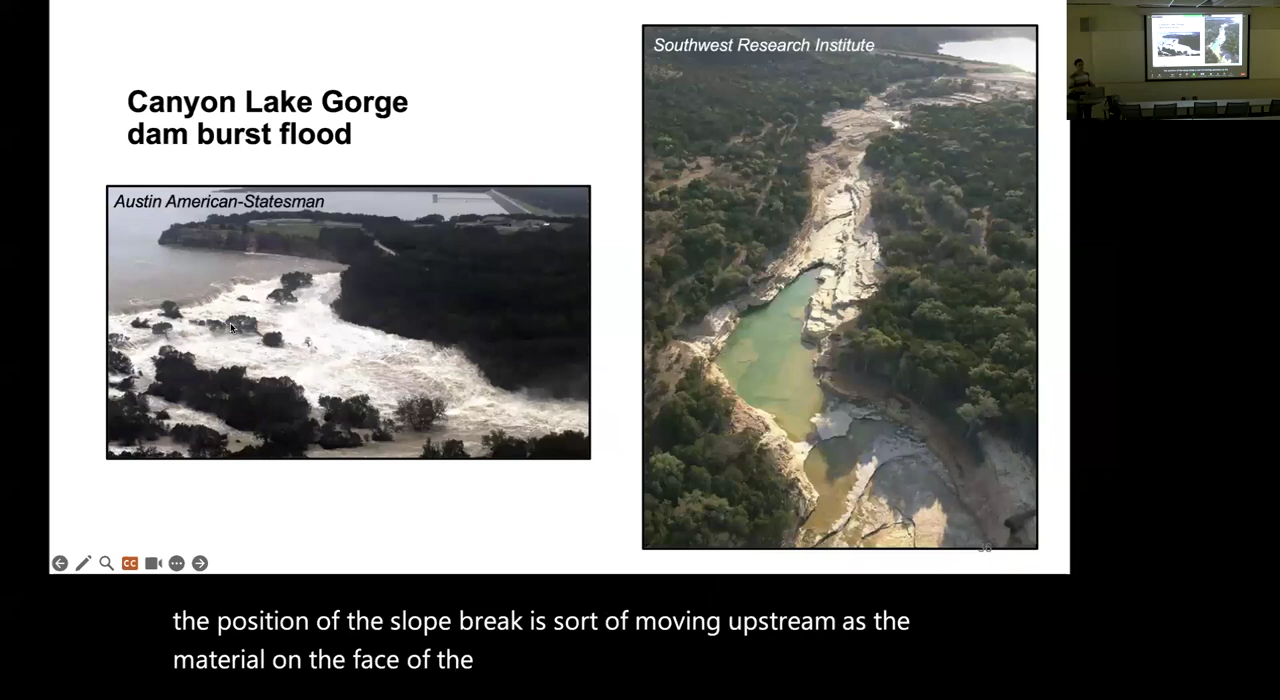 Canyon Lake Gorge
dam burst flood
Austin American-Statesman
Southwest Research Institute
CC
the position of the slope break is sort of moving upstream as the
material on the face of the